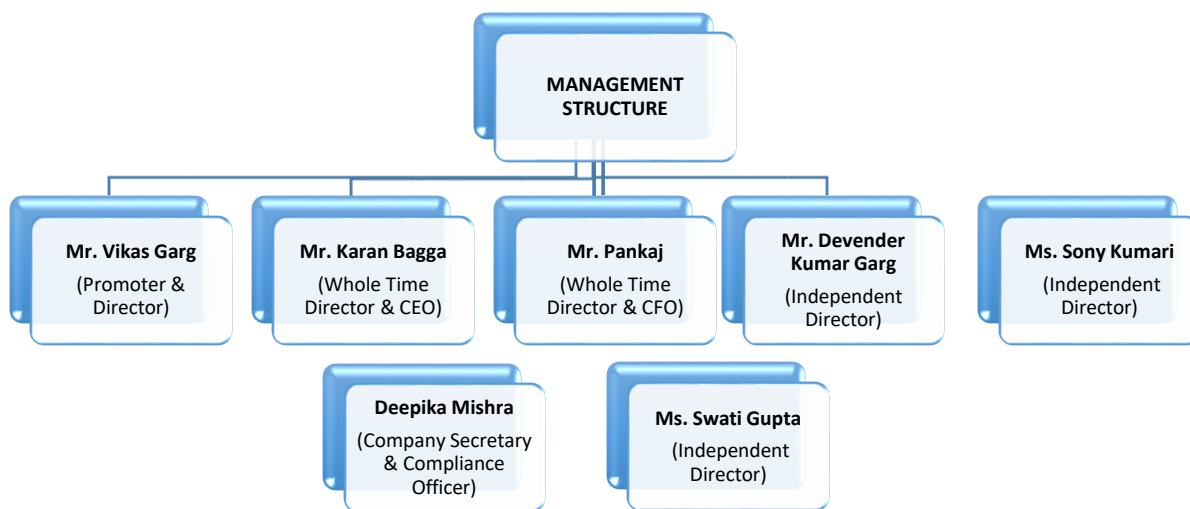 MANAGEMENT
STRUCTURE
Mr. Vikas Garg
(Promoter &
Director)
Mr. Karan Bagga
(Whole Time
Director & CEO)
Mr. Pankaj
(Whole Time
Director & CFO)
Mr. Devender
Kumar Garg
(Independent
Director)
Ms. Sony Kumari
(Independent
Director)
Deepika Mishra
(Company Secretary
& Compliance
Officer)
Ms. Swati Gupta
(Independent
Director)